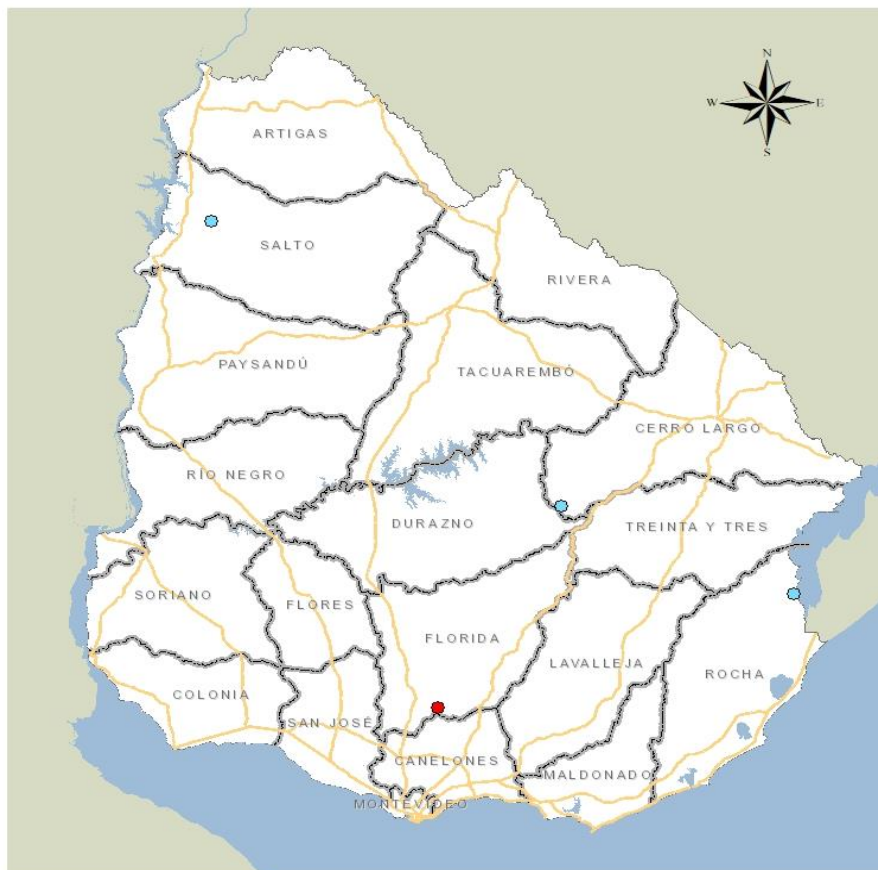 N
W E
S
ARTIGAS
SALTO
RIVERA
PAYSANDÚ
TACUAREMBÓ
CERRO LARGO
RÍO NEGRO
DURAZNO
TREINTA Y TRES
SORIANO
FLORES
FLORIDA
LAVALLEJA
ROCHA
COLONIA
SAN JOSÉ
CANELONES
MALDONADO
MONTEVIDEO